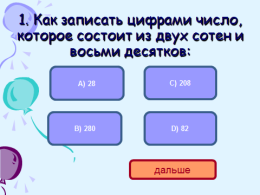 1. Как записать цифрами число,
которое состоит из двух сотен и
восьми десятков:
А) 28
С) 208
В) 280
D) 82
дальше